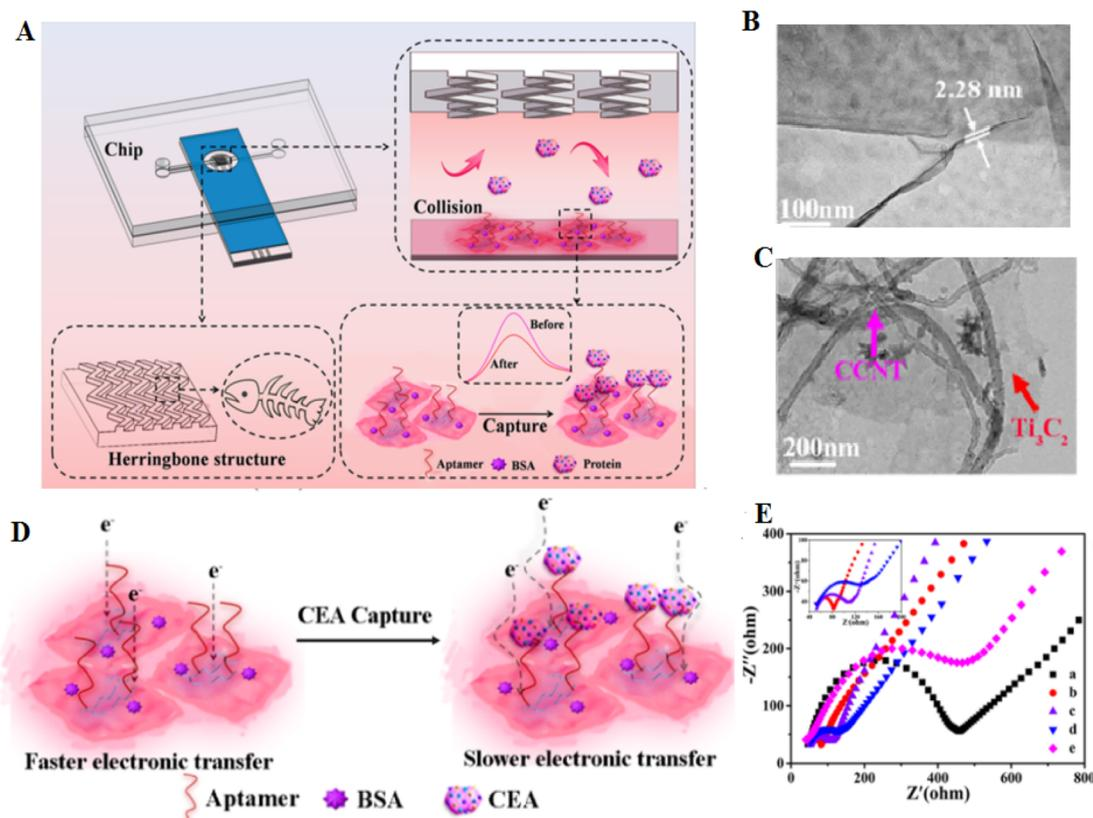 A
Chip
Collision
Herringbone structure
Before
After
Capture
Aptamer BSA Protein
B
2.28 nm
100nm
C
CCNT
Ti3C2
200nm
D
e-
e-
e-
CEA Capture
e-
e-
e-
Faster electronic transfer
Slower electronic transfer
Aptamer BSA CEA
E
400
300
200
100
0
-Z''(ohm)
0 200 400 600 800
Z'(ohm)
a
b
c
d
e
Z'(ohm)